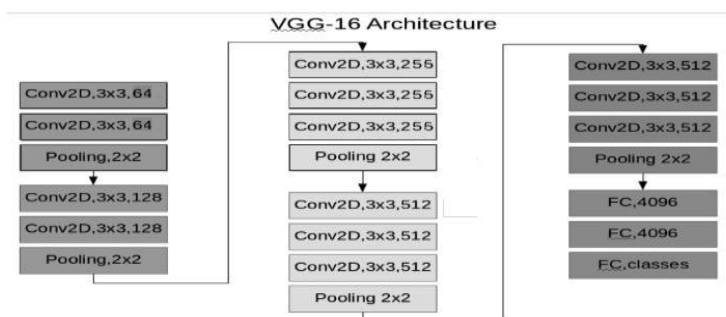 VGG-16 Architecture
Conv2D,3x3,64
Conv2D,3x3,64
Pooling,2x2
Conv2D,3x3,128
Conv2D,3x3,128
Pooling,2x2
Conv2D,3x3,255
Conv2D,3x3,255
Conv2D,3x3,255
Pooling 2x2
Conv2D,3x3,512
Conv2D,3x3,512
Conv2D,3x3,512
Pooling 2x2
Conv2D,3x3,512
Conv2D,3x3,512
Conv2D,3x3,512
Pooling 2x2
FC,4096
FC,4096
FC,classes